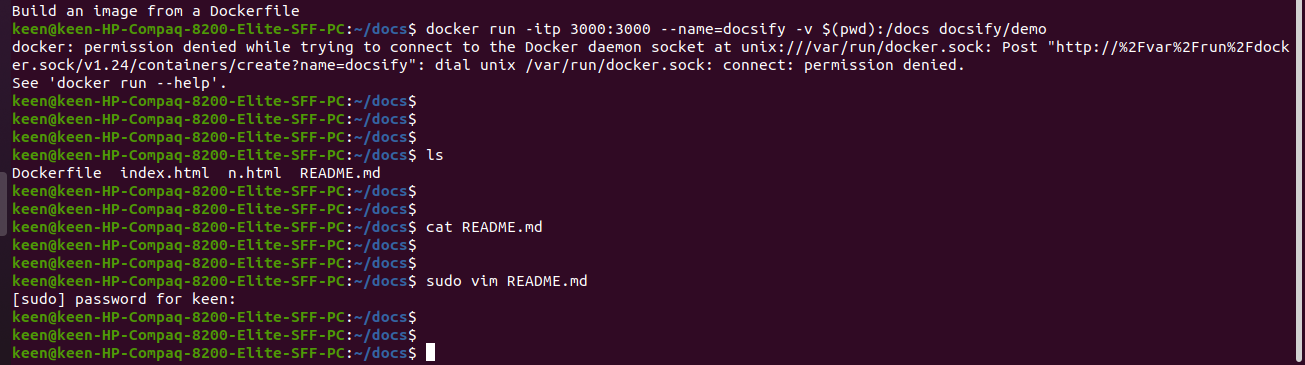 Build an image from a Dockerfile
keen@keen-HP-Compaq-8200-Elite-SFF-PC:~/docs$ docker run -itp 3000:3000 --name=docsify -v $(pwd):/docs docsify/demo
docker: permission denied while trying to connect to the Docker daemon socket at unix:///var/run/docker.sock: Post "http://%2Fvar%2Frun%2Fdock
er.sock/v1.24/containers/create?name=docsify": dial unix /var/run/docker.sock: connect: permission denied.
See 'docker run --help'.
keen@keen-HP-Compaq-8200-Elite-SFF-PC:~/docs$
keen@keen-HP-Compaq-8200-Elite-SFF-PC:~/docs$
keen@keen-HP-Compaq-8200-Elite-SFF-PC:~/docs$
keen@keen-HP-Compaq-8200-Elite-SFF-PC:~/docs$ ls
Dockerfile  index.html  n.html  README.md
keen@keen-HP-Compaq-8200-Elite-SFF-PC:~/docs$
keen@keen-HP-Compaq-8200-Elite-SFF-PC:~/docs$
keen@keen-HP-Compaq-8200-Elite-SFF-PC:~/docs$ cat README.md
keen@keen-HP-Compaq-8200-Elite-SFF-PC:~/docs$
keen@keen-HP-Compaq-8200-Elite-SFF-PC:~/docs$
keen@keen-HP-Compaq-8200-Elite-SFF-PC:~/docs$ sudo vim README.md
[sudo] password for keen:
keen@keen-HP-Compaq-8200-Elite-SFF-PC:~/docs$
keen@keen-HP-Compaq-8200-Elite-SFF-PC:~/docs$
keen@keen-HP-Compaq-8200-Elite-SFF-PC:~/docs$